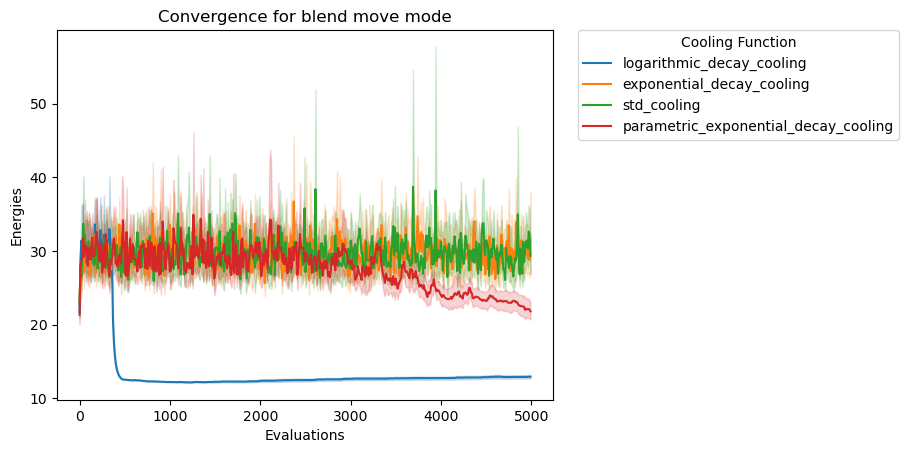 Convergence for blend move mode
Cooling Function
logarithmic_decay_cooling
exponential_decay_cooling
std_cooling
parametric_exponential_decay_cooling
Energies
50
40
30
20
10
0
1000
2000
3000
4000
5000
Evaluations